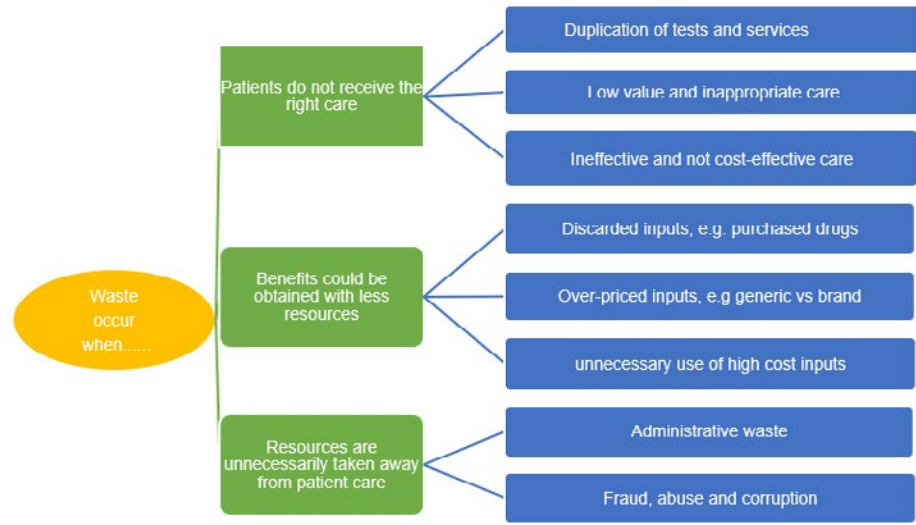 Waste
occur
when......
Patients do not receive the
right care
Duplication of tests and services
Low value and inappropriate care
Ineffective and not cost-effective care
Benefits could be
obtained with less
resources
Discarded inputs, e.g. purchased drugs
Over-priced inputs, e.g generic vs brand
unnecessary use of high cost inputs
Resources are
unnecessarily taken away
from patient care
Administrative waste
Fraud, abuse and corruption